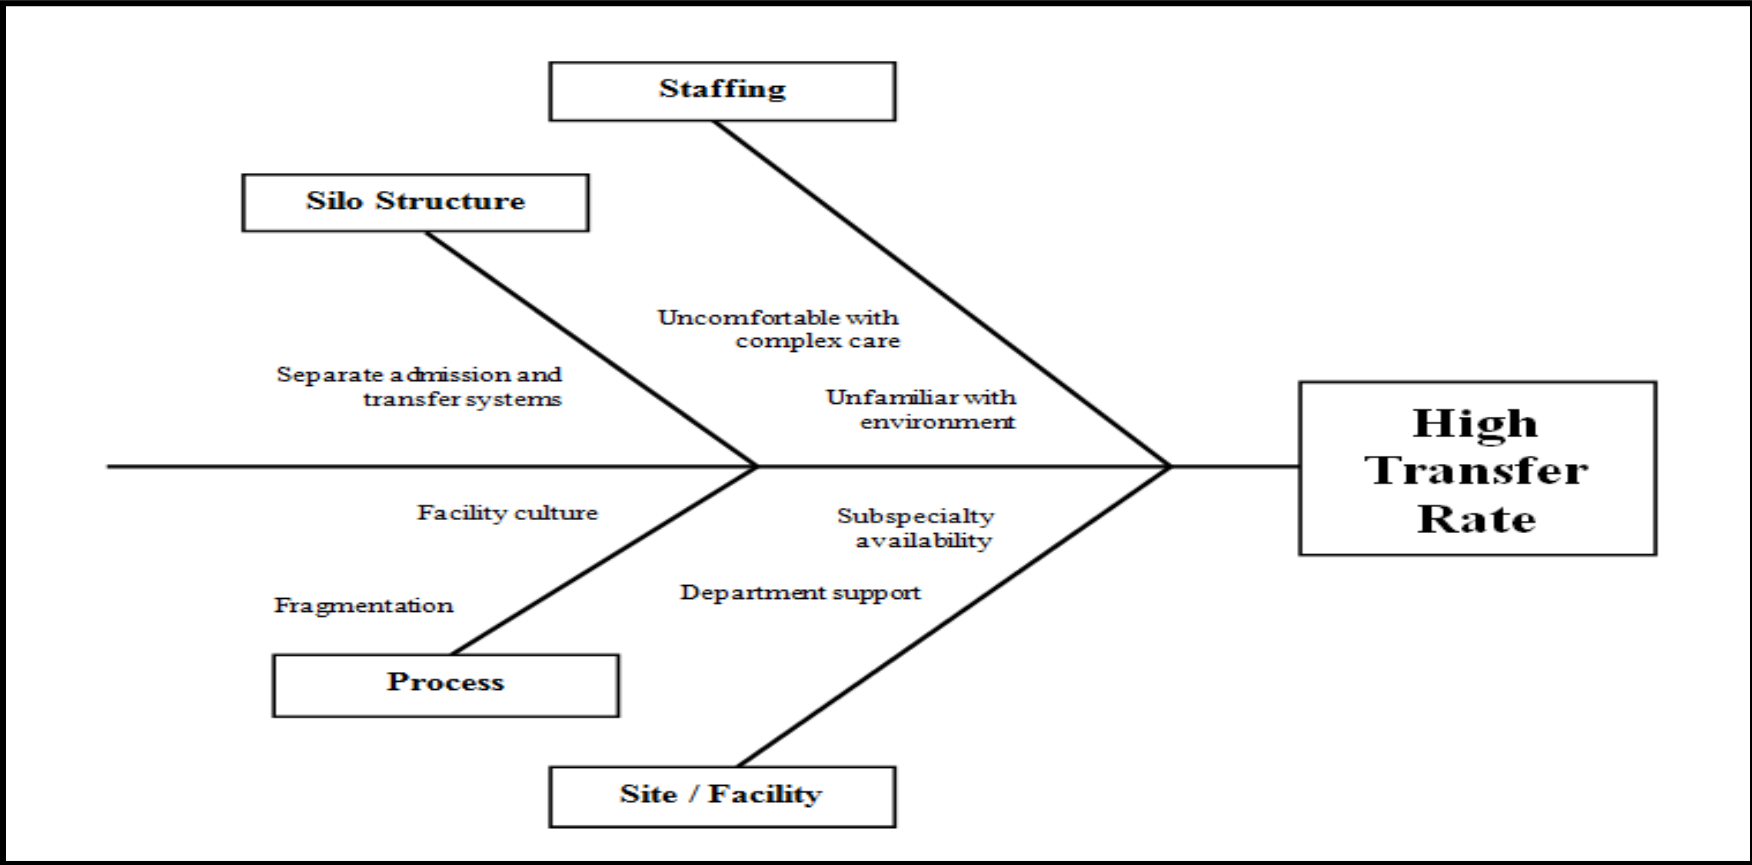 Staffing
Silo Structure
Uncomfortable with
complex care
Separate admission and
transfer systems
Unfamiliar with
environment
High
Transfer
Rate
Facility culture
Subspecialty
availability
Department support
Fragmentation
Process
Site / Facility